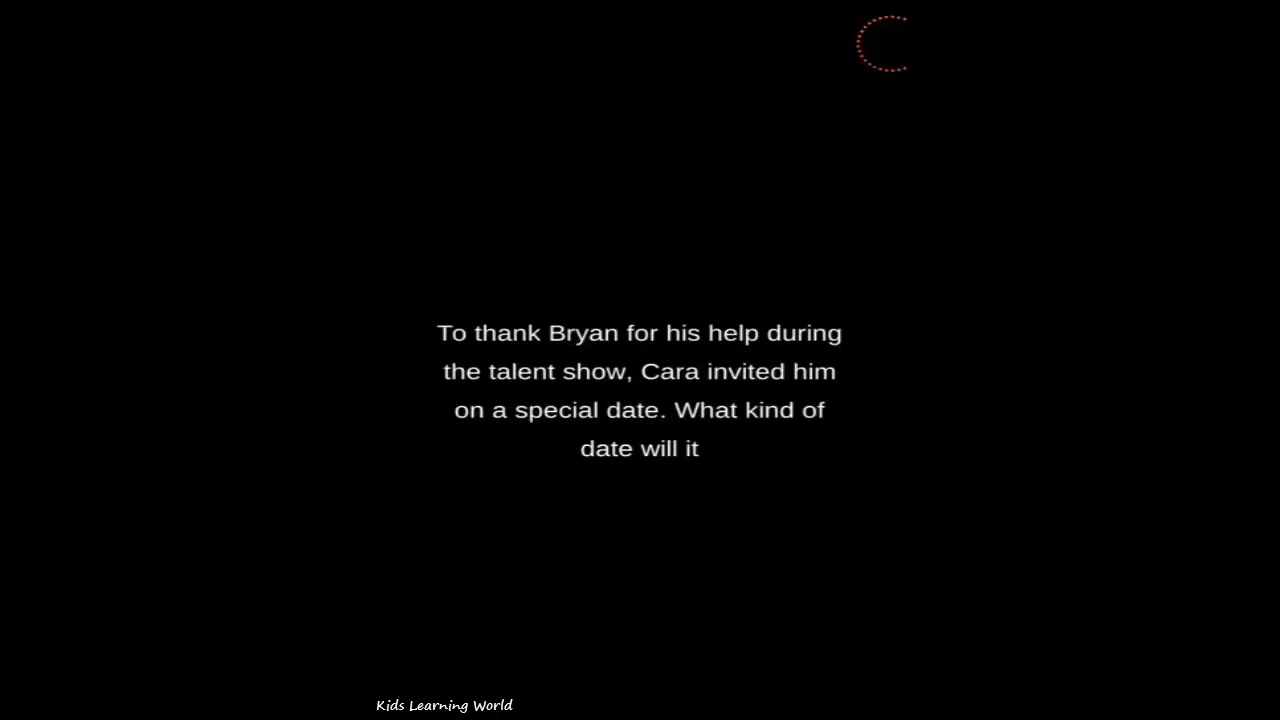 To thank Bryan for his help during
the talent show, Cara invited him
on a special date. What kind of
date will it
Kids Learning World